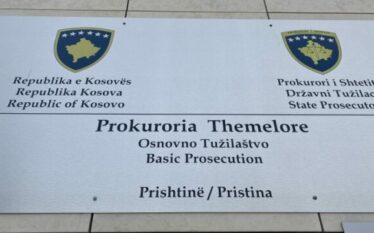 Republika e Kosovës
Republika Kosova
Republic of Kosovo
Prokurori i Shtetit
Državni Tužilac
State Prosecutor
Prokuroria Themelore
Osnovno Tužilaštvo
Basic Prosecution
Prishtinë / Pristina